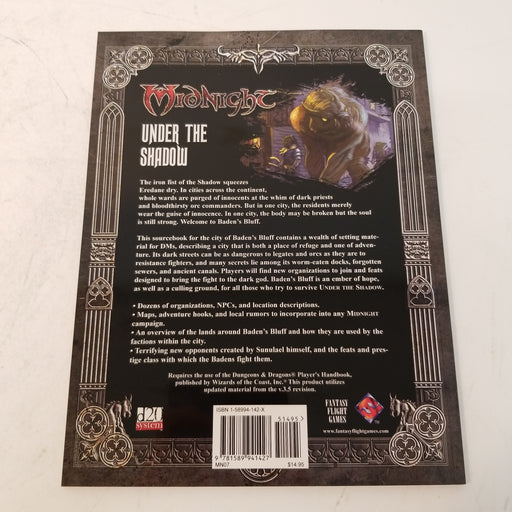 MIDNIGHT
UNDER THE
SHADOW
The iron fist of the Shadow squeezes
Eredane dry. In cities across the continent,
whole wards are purged of innocents at the whim of dark priests
and bloodthirsty orc commanders. But in one city, the residents merely
wear the guise of innocence. In one city, the body may be broken but the soul
is still strong. Welcome to Baden's Bluff.
This sourcebook for the city of Baden's Bluff contains a wealth of setting mate-
rial for DMs, describing a city that is both a place of refuge and one of adven-
ture. Its dark streets can be as dangerous to legates and orcs as they are to
resistance fighters, and many secrets lie among its worm-eaten docks, forgotten
sewers, and ancient canals. Players will find new organizations to join and feats
designed to bring the fight to the dark god. Baden's Bluff is an ember of hope,
as well as a culling ground, for all those who try to survive UNDER THE SHADOW.
• Dozens of organizations, NPCs, and location descriptions.
• Maps, adventure hooks, and local rumors to incorporate into any MIDNIGHT
campaign.
• An overview of the lands around Baden's Bluff and how they are used by the
factions within the city.
• Terrifying new opponents created by Sunulael himself, and the feats and pres-
tige class with which the Badens fight them.
Requires the use of the Dungeons & Dragons® Player's Handbook,
published by Wizards of the Coast, Inc.® This product utilizes
updated material from the v.3.5 revision.
d20
system
ISBN 1-58994-142-X
51495>
9 781589 941427
MN07 $14.95
FANTASY
FLIGHT
GAMES
www.fantasyflightgames.com